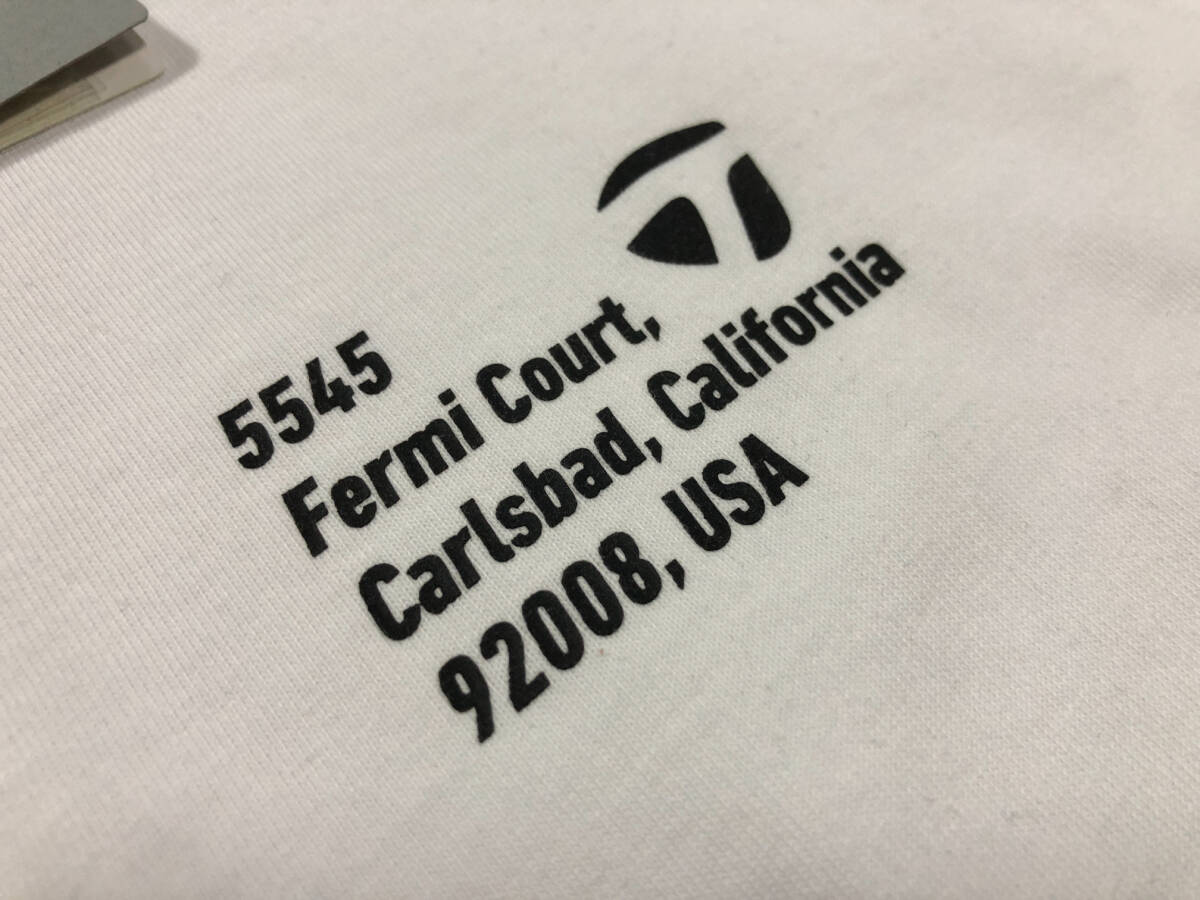 5545
Fermi Court,
Carlsbad, California
92008, USA